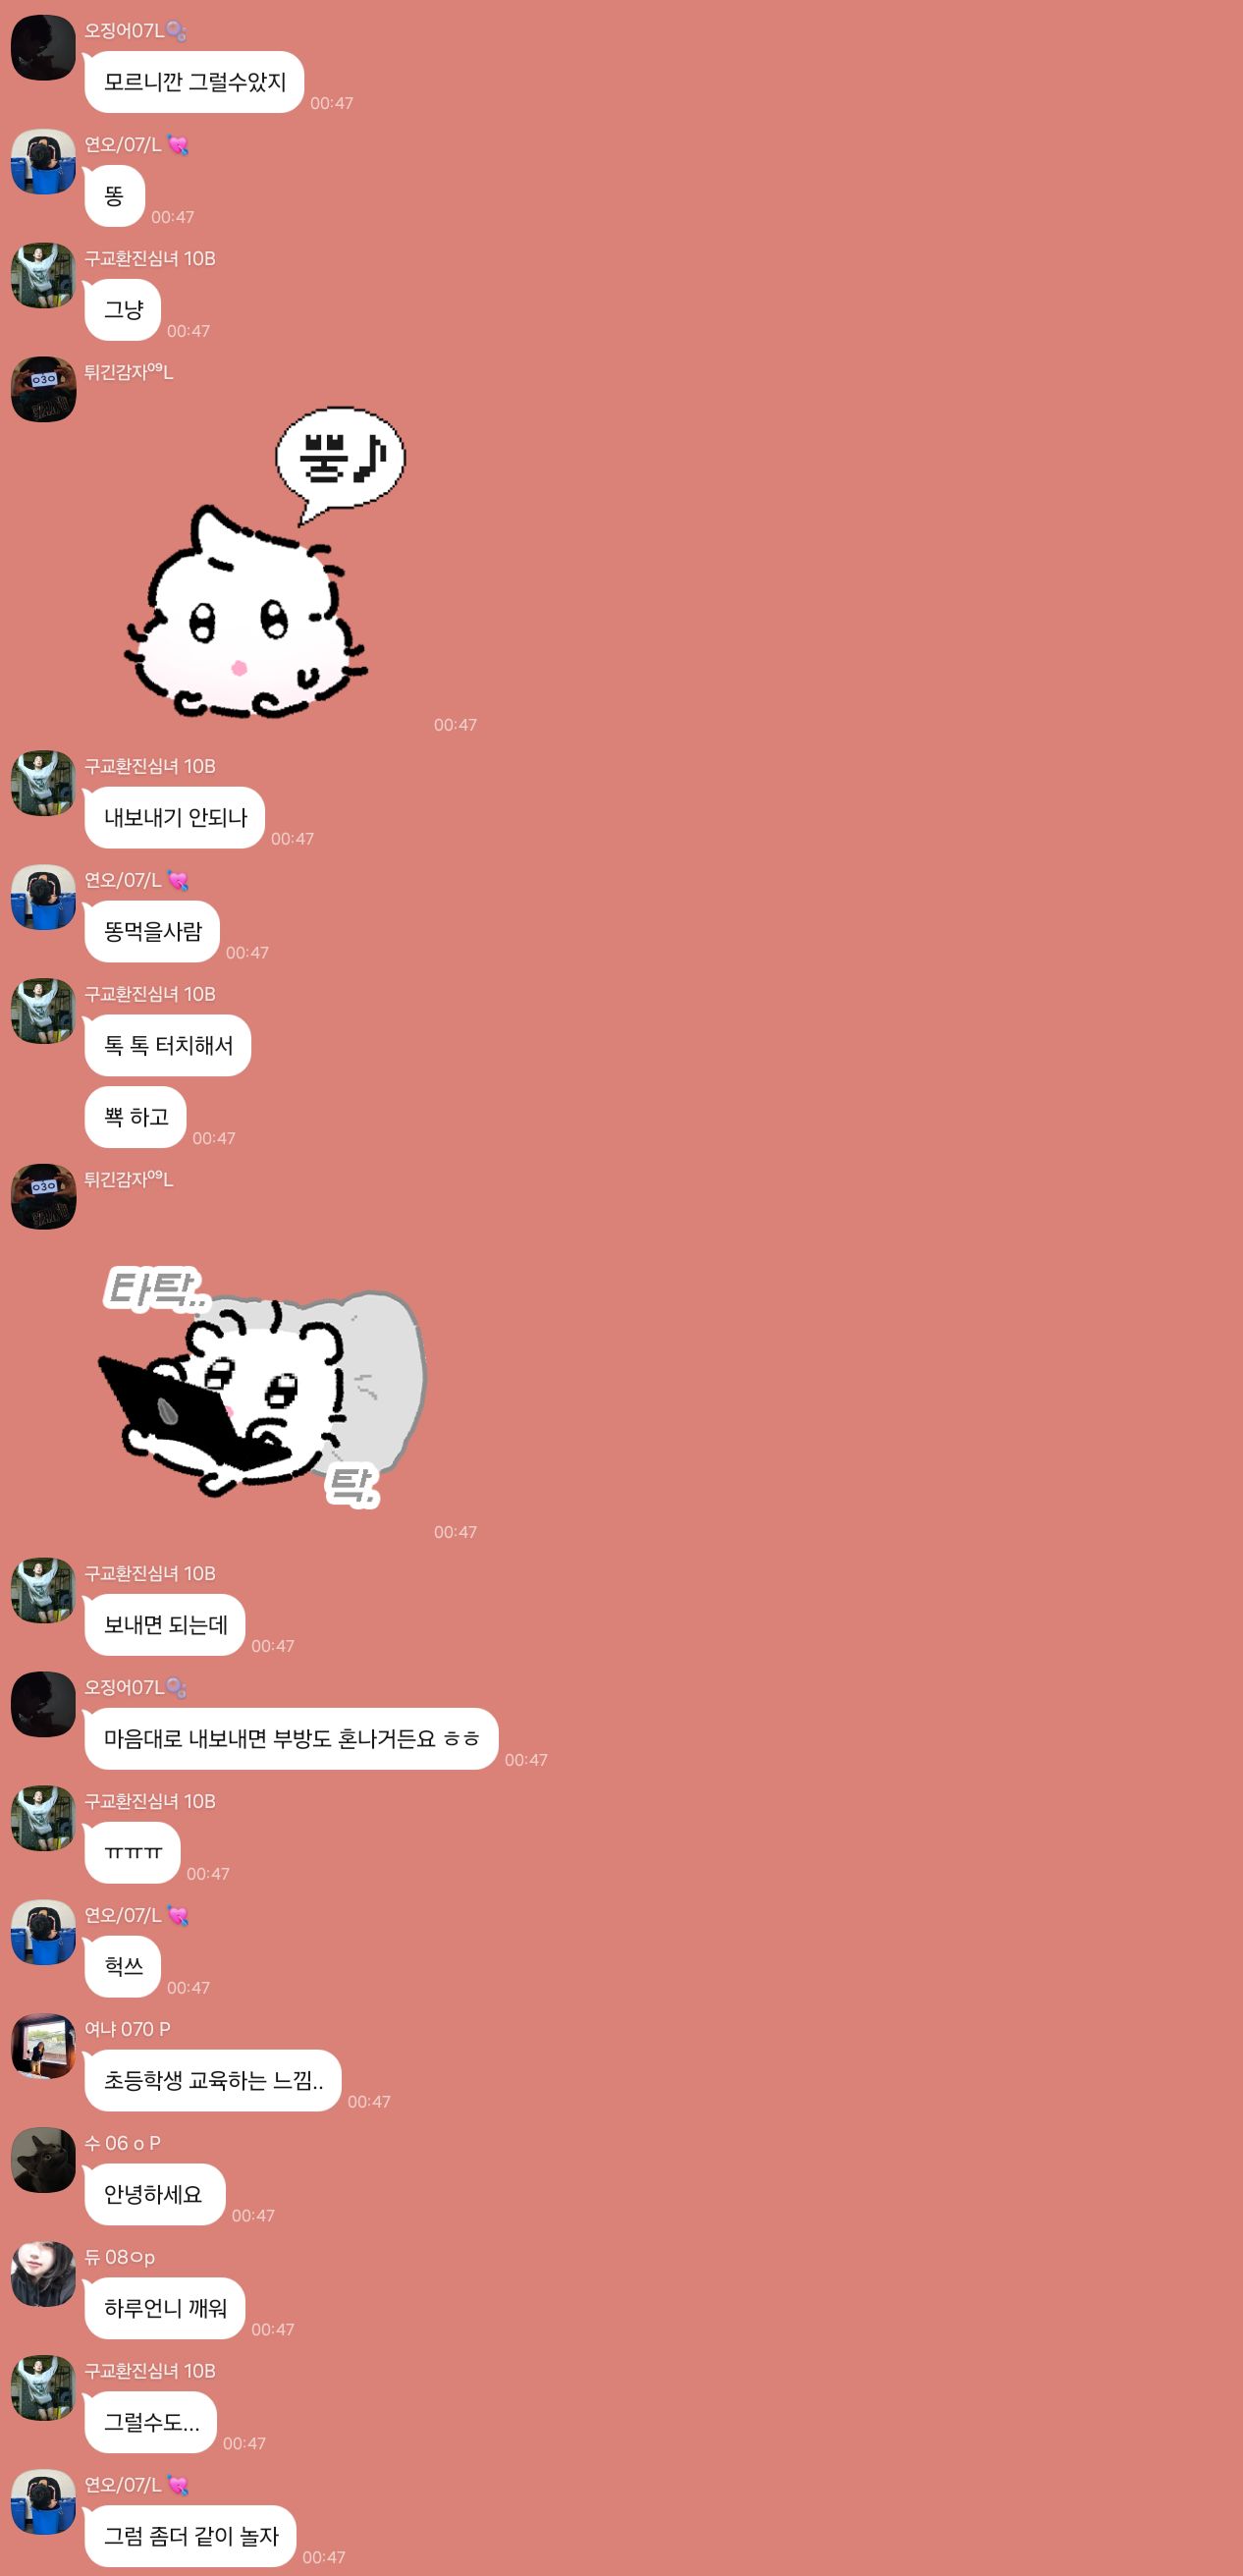 오징어07L🫧
모르니깐 그럴수았지
00:47
연오/07/L 💘
똥
00:47
구교환진심녀 10B
그냥
00:47
튀긴감자⁰⁹L
뿡♪
00:47
구교환진심녀 10B
내보내기 안되나
00:47
연오/07/L 💘
똥먹을사람
00:47
구교환진심녀 10B
톡 톡 터치해서
뾱 하고
00:47
튀긴감자⁰⁹L
타탁..
탁.
00:47
구교환진심녀 10B
보내면 되는데
00:47
오징어07L🫧
마음대로 내보내면 부방도 혼나거든요 ㅎㅎ
00:47
구교환진심녀 10B
ㅠㅠㅠ
00:47
연오/07/L 💘
헉쓰
00:47
여냐 070 P
초등학생 교육하는 느낌..
00:47
수 06 o P
안녕하세요
00:47
듀 08ㅇp
하루언니 깨워
00:47
구교환진심녀 10B
그럴수도...
00:47
연오/07/L 💘
그럼 좀더 같이 놀자
00:47